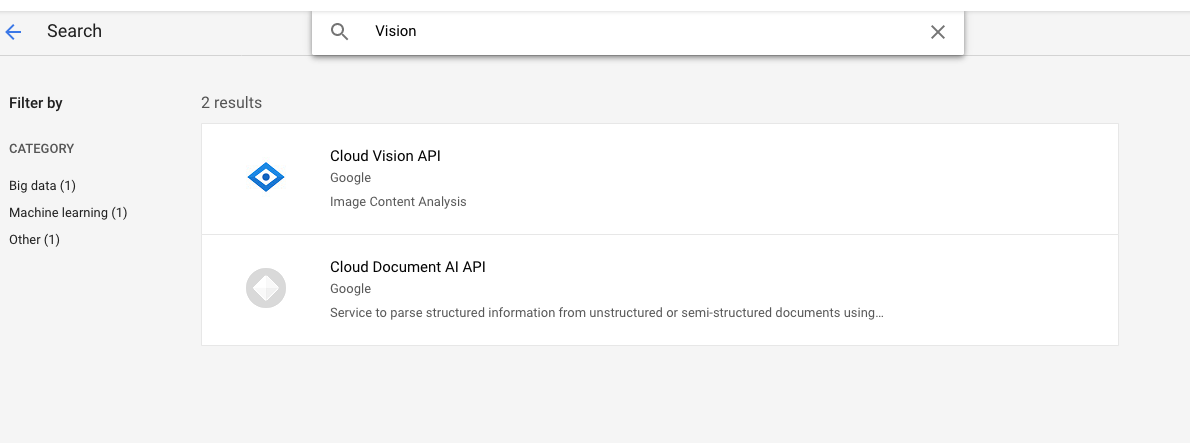 Search
Vision
Filter by
CATEGORY
Big data (1)
Machine learning (1)
Other (1)
2 results
Cloud Vision API
Google
Image Content Analysis
Cloud Document AI API
Google
Service to parse structured information from unstructured or semi-structured documents using...